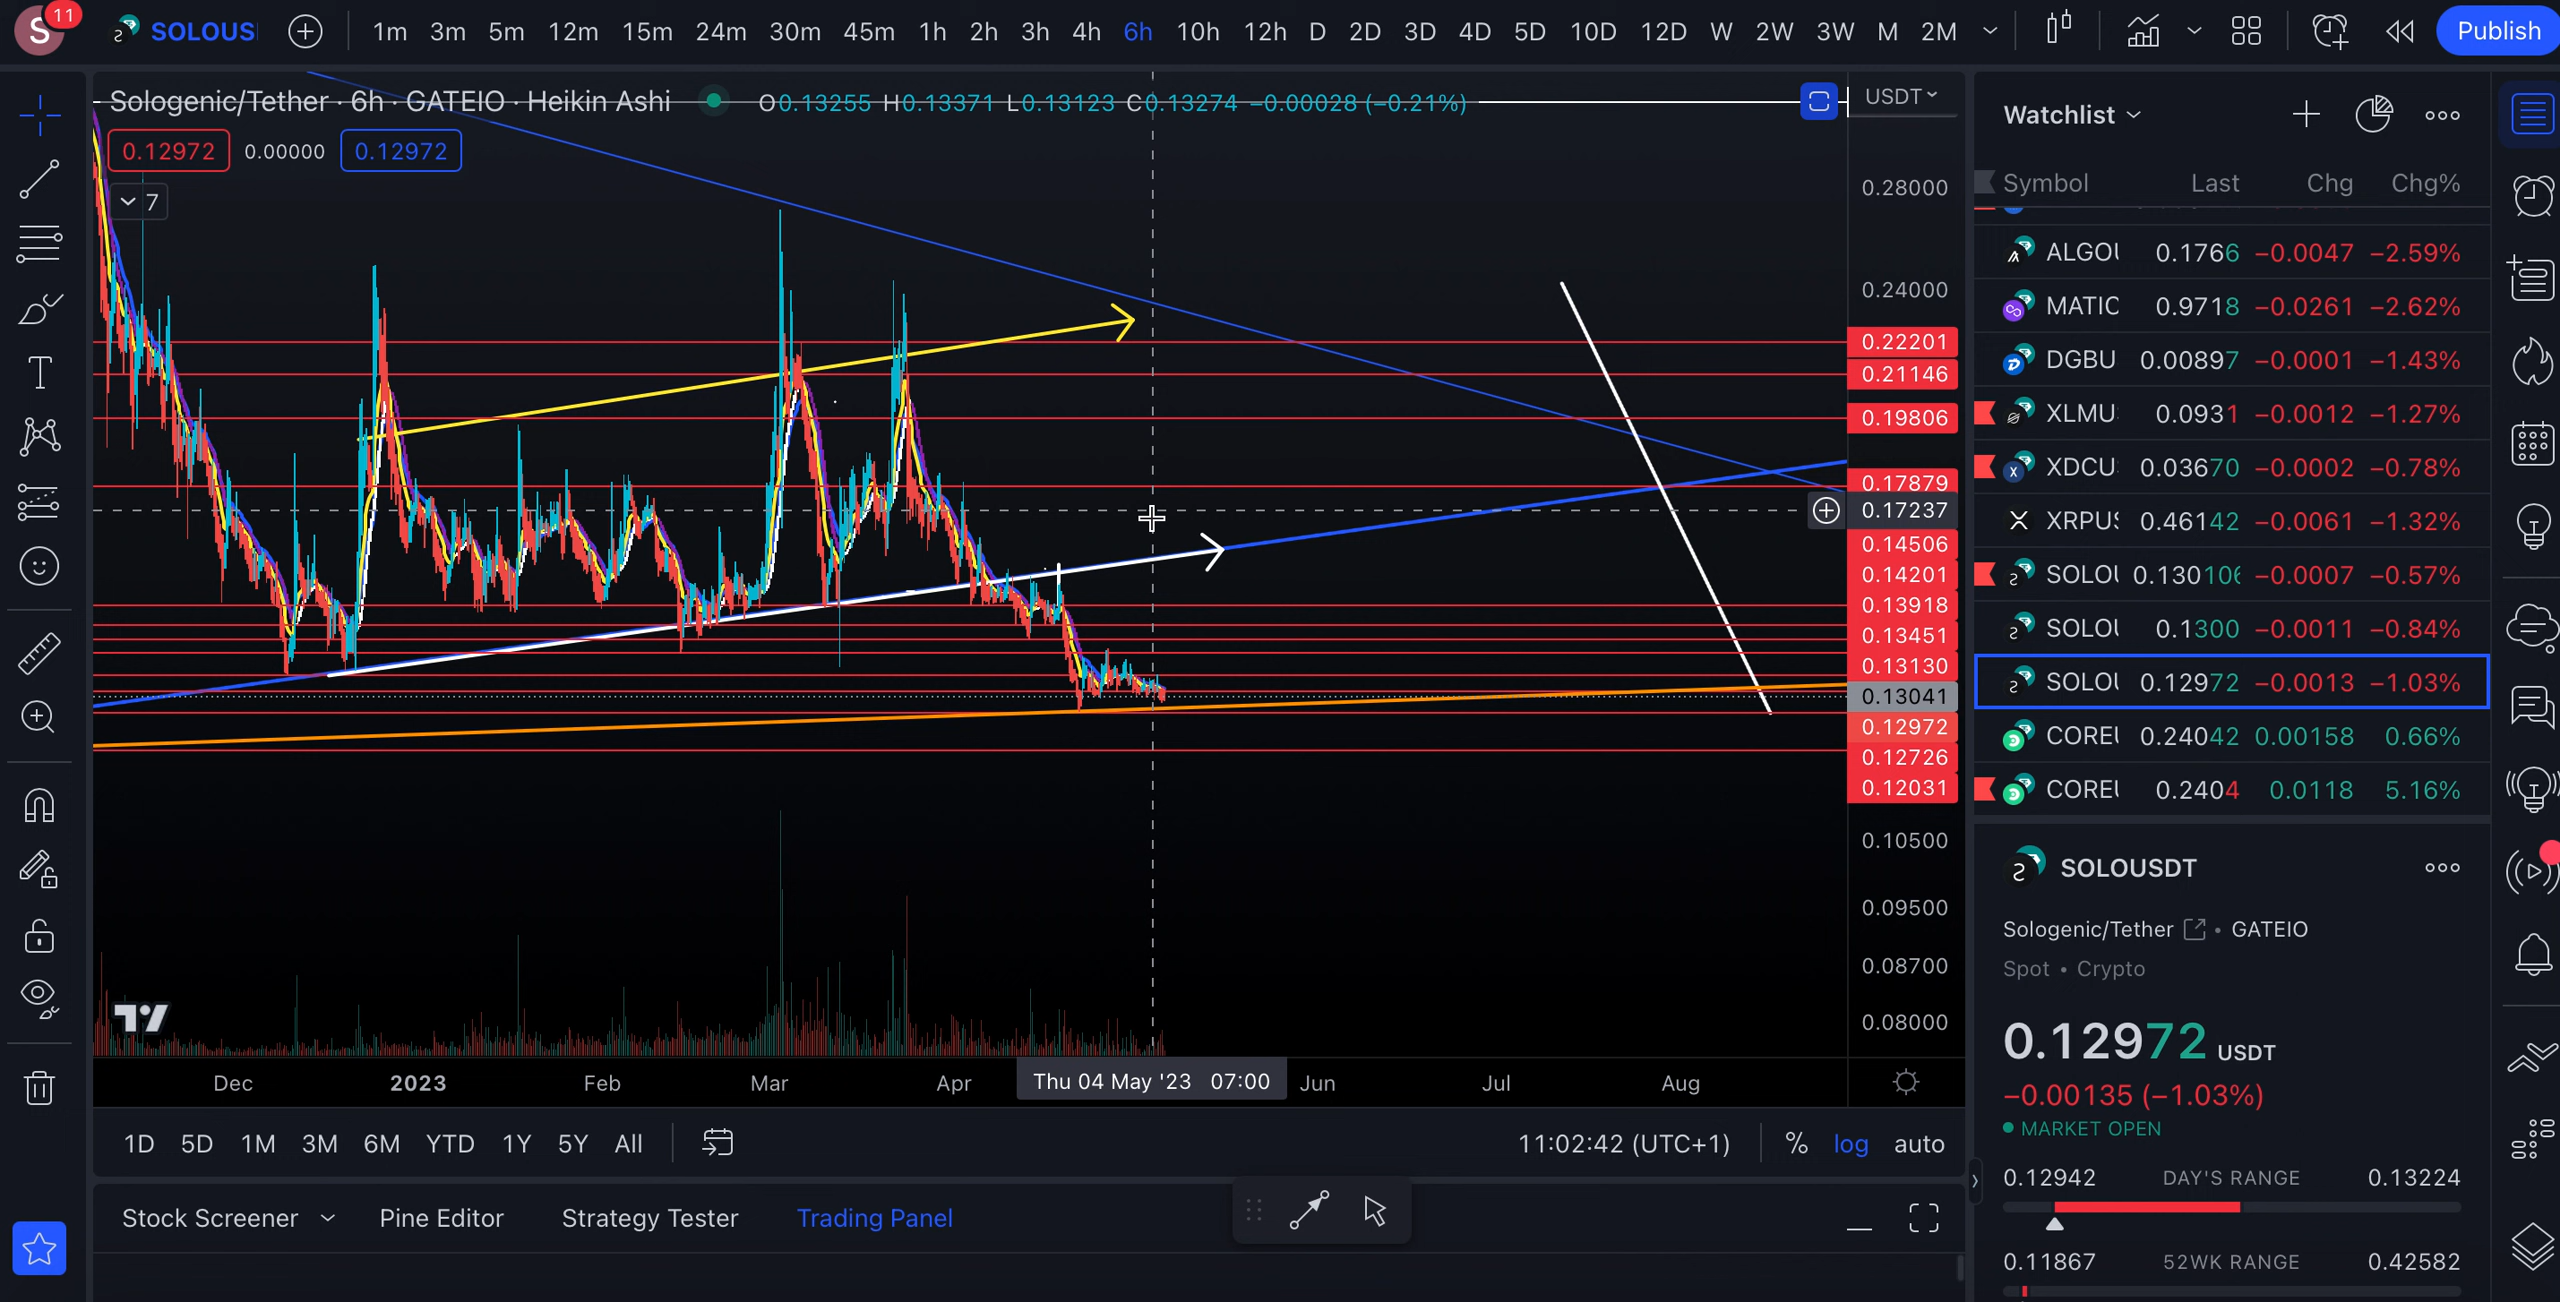 S 11 SOLOUS 1m 3m 5m 12m 15m 24m 30m 45m 1h 2h 3h 4h 6h 10h 12h D 2D 3D 4D 5D 10D 12D W 2W 3W M 2M Publish
Sologenic/Tether · 6h · GATEIO · Heikin Ashi O0.13255 H0.13371 L0.13123 C0.13274 −0.00028 (−0.21%) USDT
0.12972 0.00000 0.12972
7
0.28000
0.24000
0.22201
0.21146
0.19806
0.17879
0.17237
0.14506
0.14201
0.13918
0.13451
0.13130
0.13041
0.12972
0.12726
0.12031
0.10500
0.09500
0.08700
0.08000
Dec 2023 Feb Mar Apr Thu 04 May '23 07:00 Jun Jul Aug
1D 5D 1M 3M 6M YTD 1Y 5Y All 11:02:42 (UTC+1) % log auto
Stock Screener Pine Editor Strategy Tester Trading Panel
Watchlist
Symbol Last Chg Chg%
ALGOU 0.1766 −0.0047 −2.59%
MATIC 0.9718 −0.0261 −2.62%
DGBU 0.00897 −0.0001 −1.43%
XLMU 0.0931 −0.0012 −1.27%
XDCU 0.03670 −0.0002 −0.78%
XRPUS 0.46142 −0.0061 −1.32%
SOLOU 0.130106 −0.0007 −0.57%
SOLOU 0.1300 −0.0011 −0.84%
SOLOU 0.12972 −0.0013 −1.03%
COREU 0.24042 0.00158 0.66%
COREU 0.2404 0.0118 5.16%
SOLOUSDT
Sologenic/Tether • GATEIO
Spot • Crypto
0.12972 USDT
−0.00135 (−1.03%)
MARKET OPEN
0.12942 DAY'S RANGE 0.13224
0.11867 52WK RANGE 0.42582